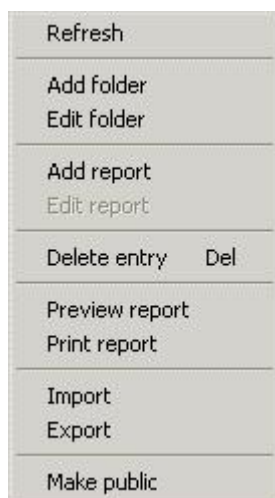 Refresh
Add folder
Edit folder
Add report
Edit report
Delete entry Del
Preview report
Print report
Import
Export
Make public